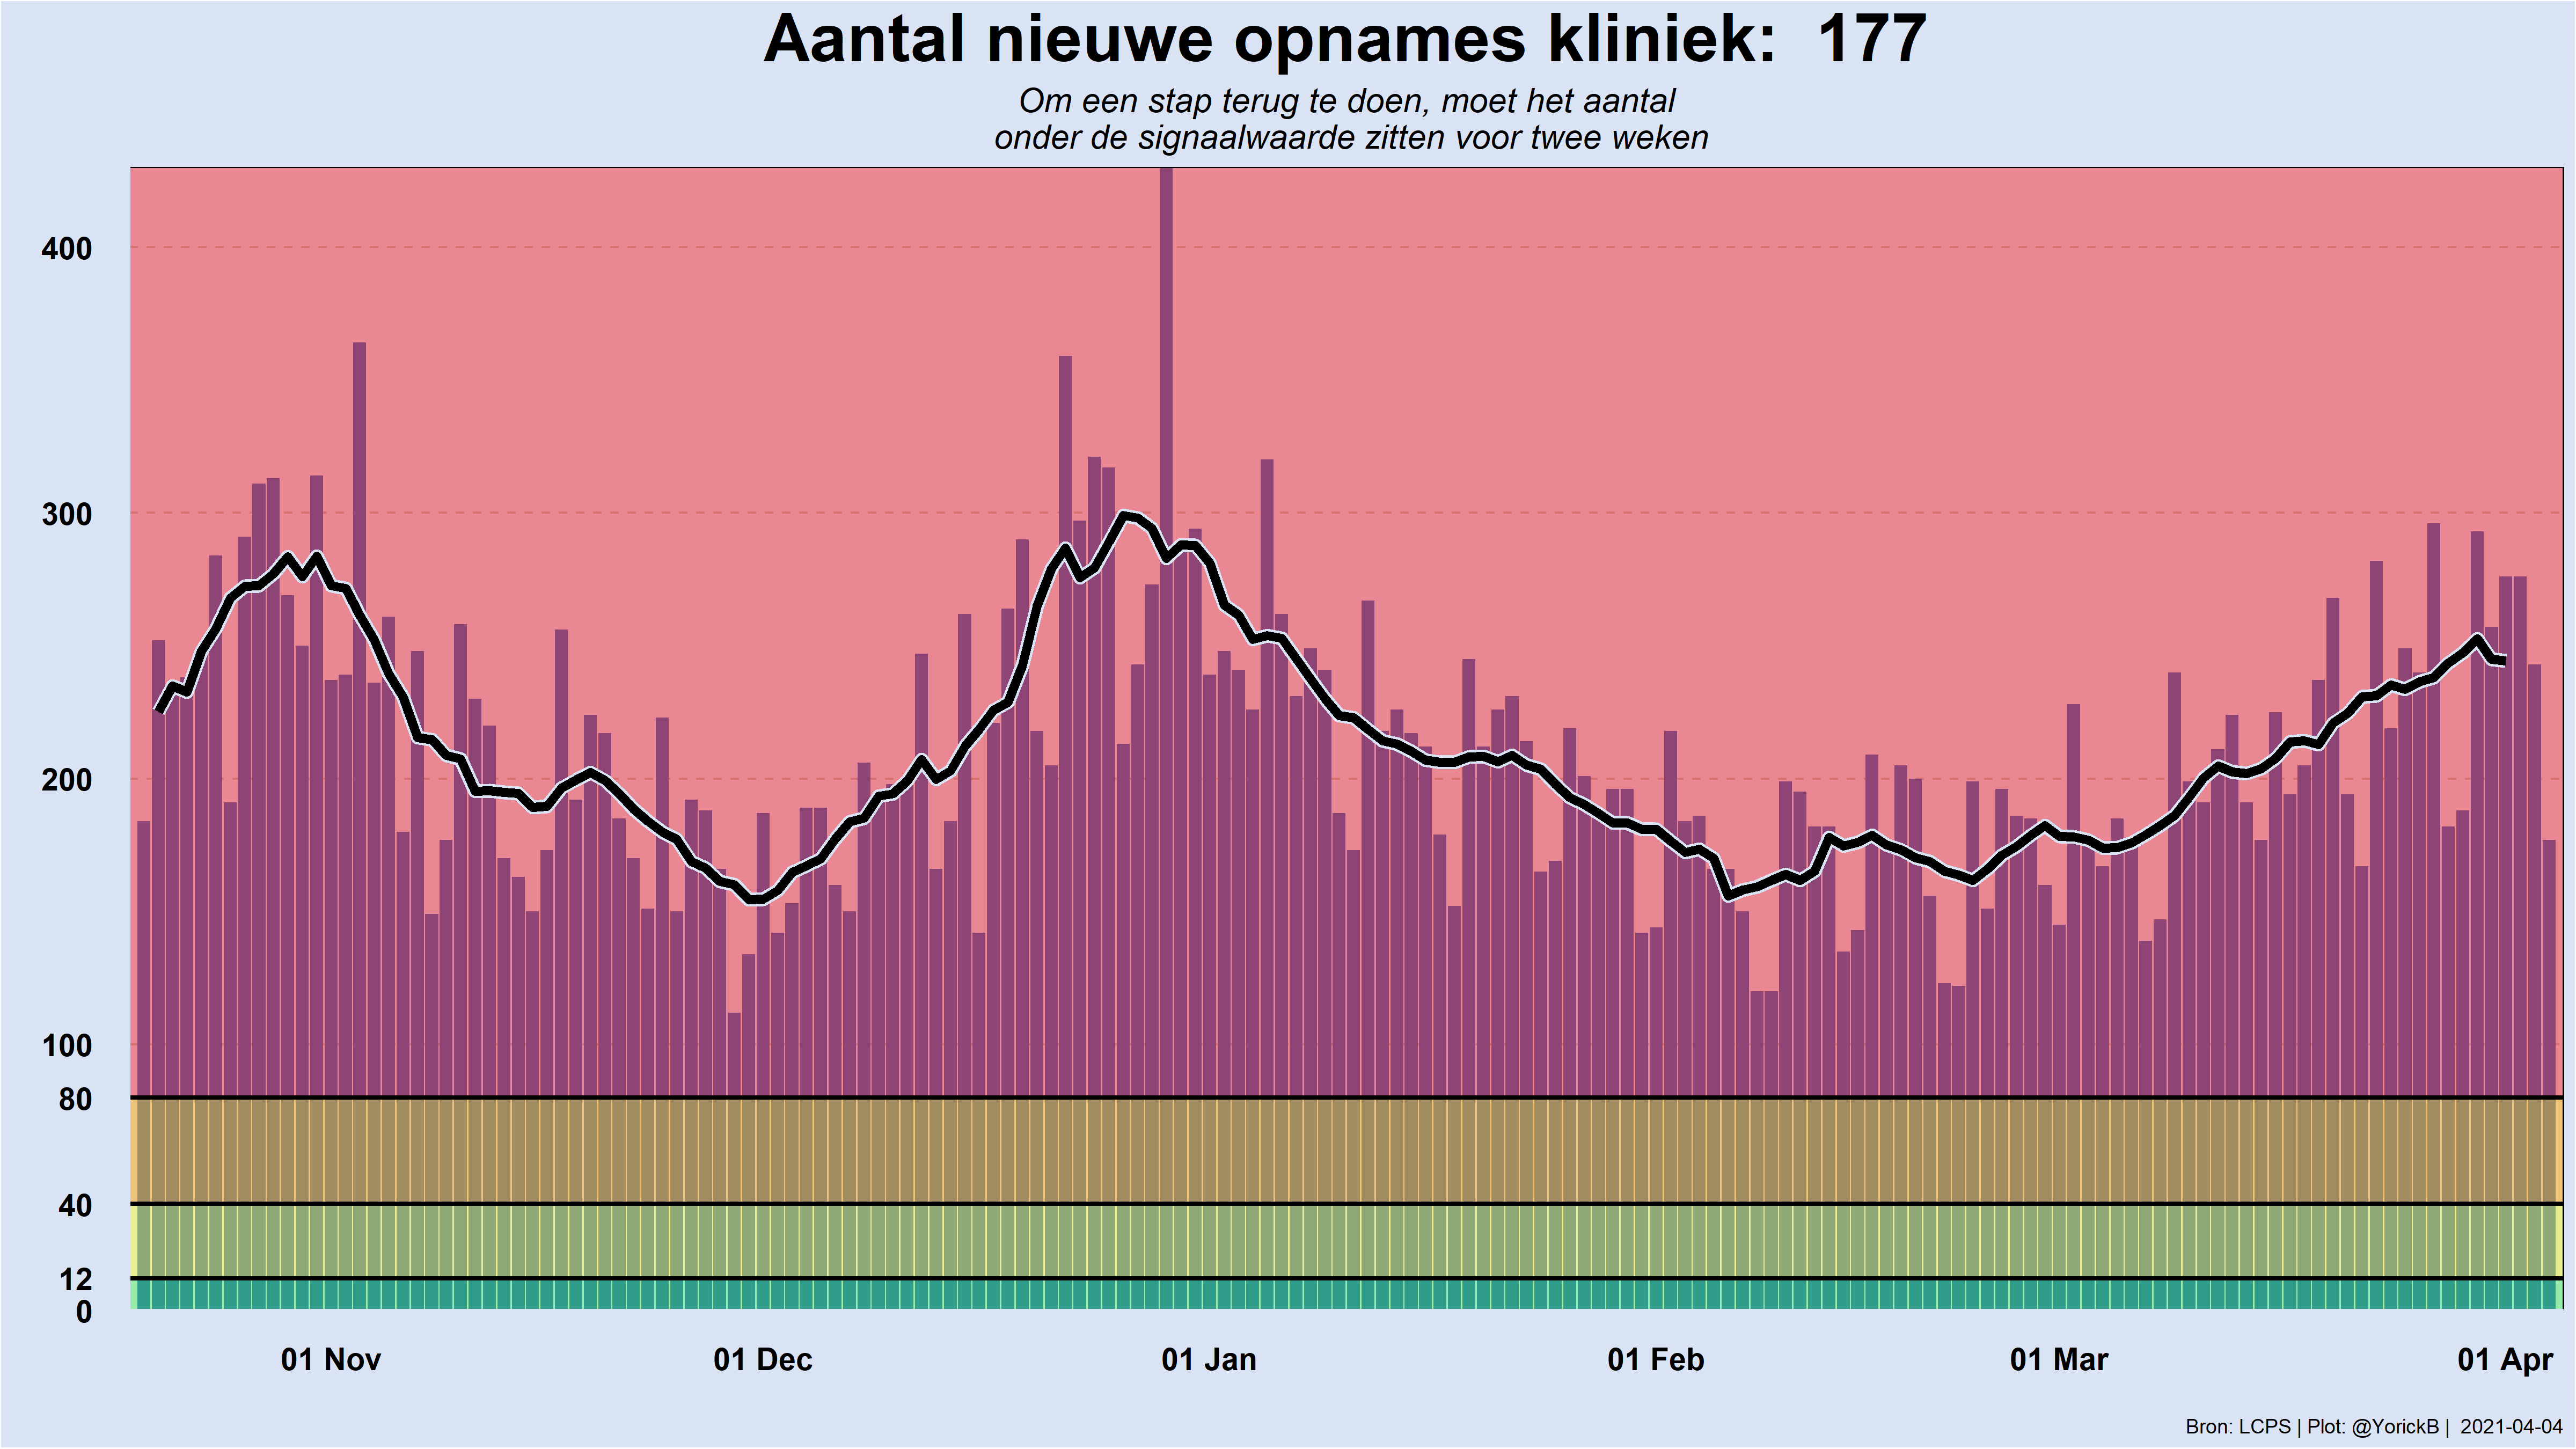 Aantal nieuwe opnames kliniek:  177
Om een stap terug te doen, moet het aantal
onder de signaalwaarde zitten voor twee weken
400
300
200
100
80
40
12
0
01 Nov
01 Dec
01 Jan
01 Feb
01 Mar
01 Apr
Bron: LCPS | Plot: @YorickB |  2021-04-04